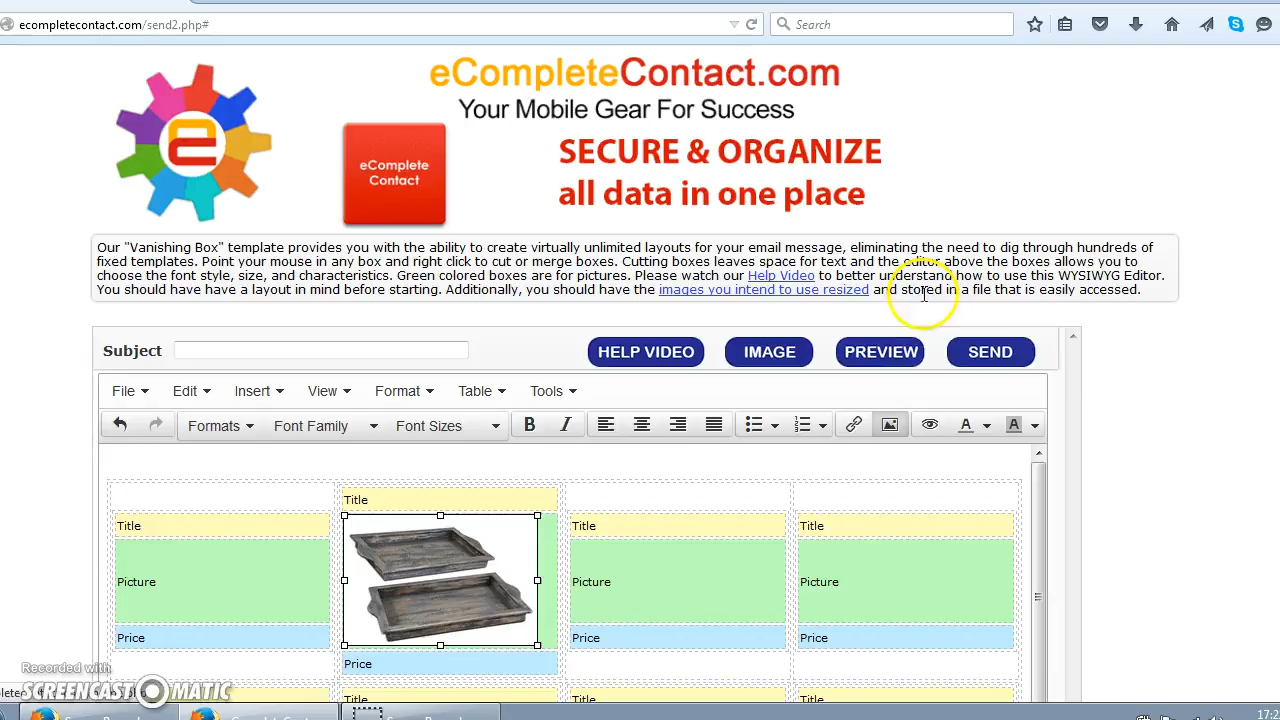 ecompletecontact.com/send2.php#
Search
eCompleteContact.com
Your Mobile Gear For Success
e
eComplete
Contact
SECURE & ORGANIZE
all data in one place
Our "Vanishing Box" template provides you with the ability to create virtually unlimited layouts for your email message, eliminating the need to dig through hundreds of
fixed templates. Point your mouse in any box and right click to cut or merge boxes. Cutting boxes leaves space for text and the editor above the boxes allows you to
choose the font style, size, and characteristics. Green colored boxes are for pictures. Please watch our Help Video to better understand how to use this WYSIWYG Editor.
You should have have a layout in mind before starting. Additionally, you should have the images you intend to use resized and stored in a file that is easily accessed.
Subject HELP VIDEO IMAGE PREVIEW SEND
File Edit Insert View Format Table Tools
Formats Font Family Font Sizes B I A A
Title
Title Title Title
Picture Picture Picture
Price Price Price
Price
Title Title Title Title
Recorded with
SCREENCAST MATIC
17:2